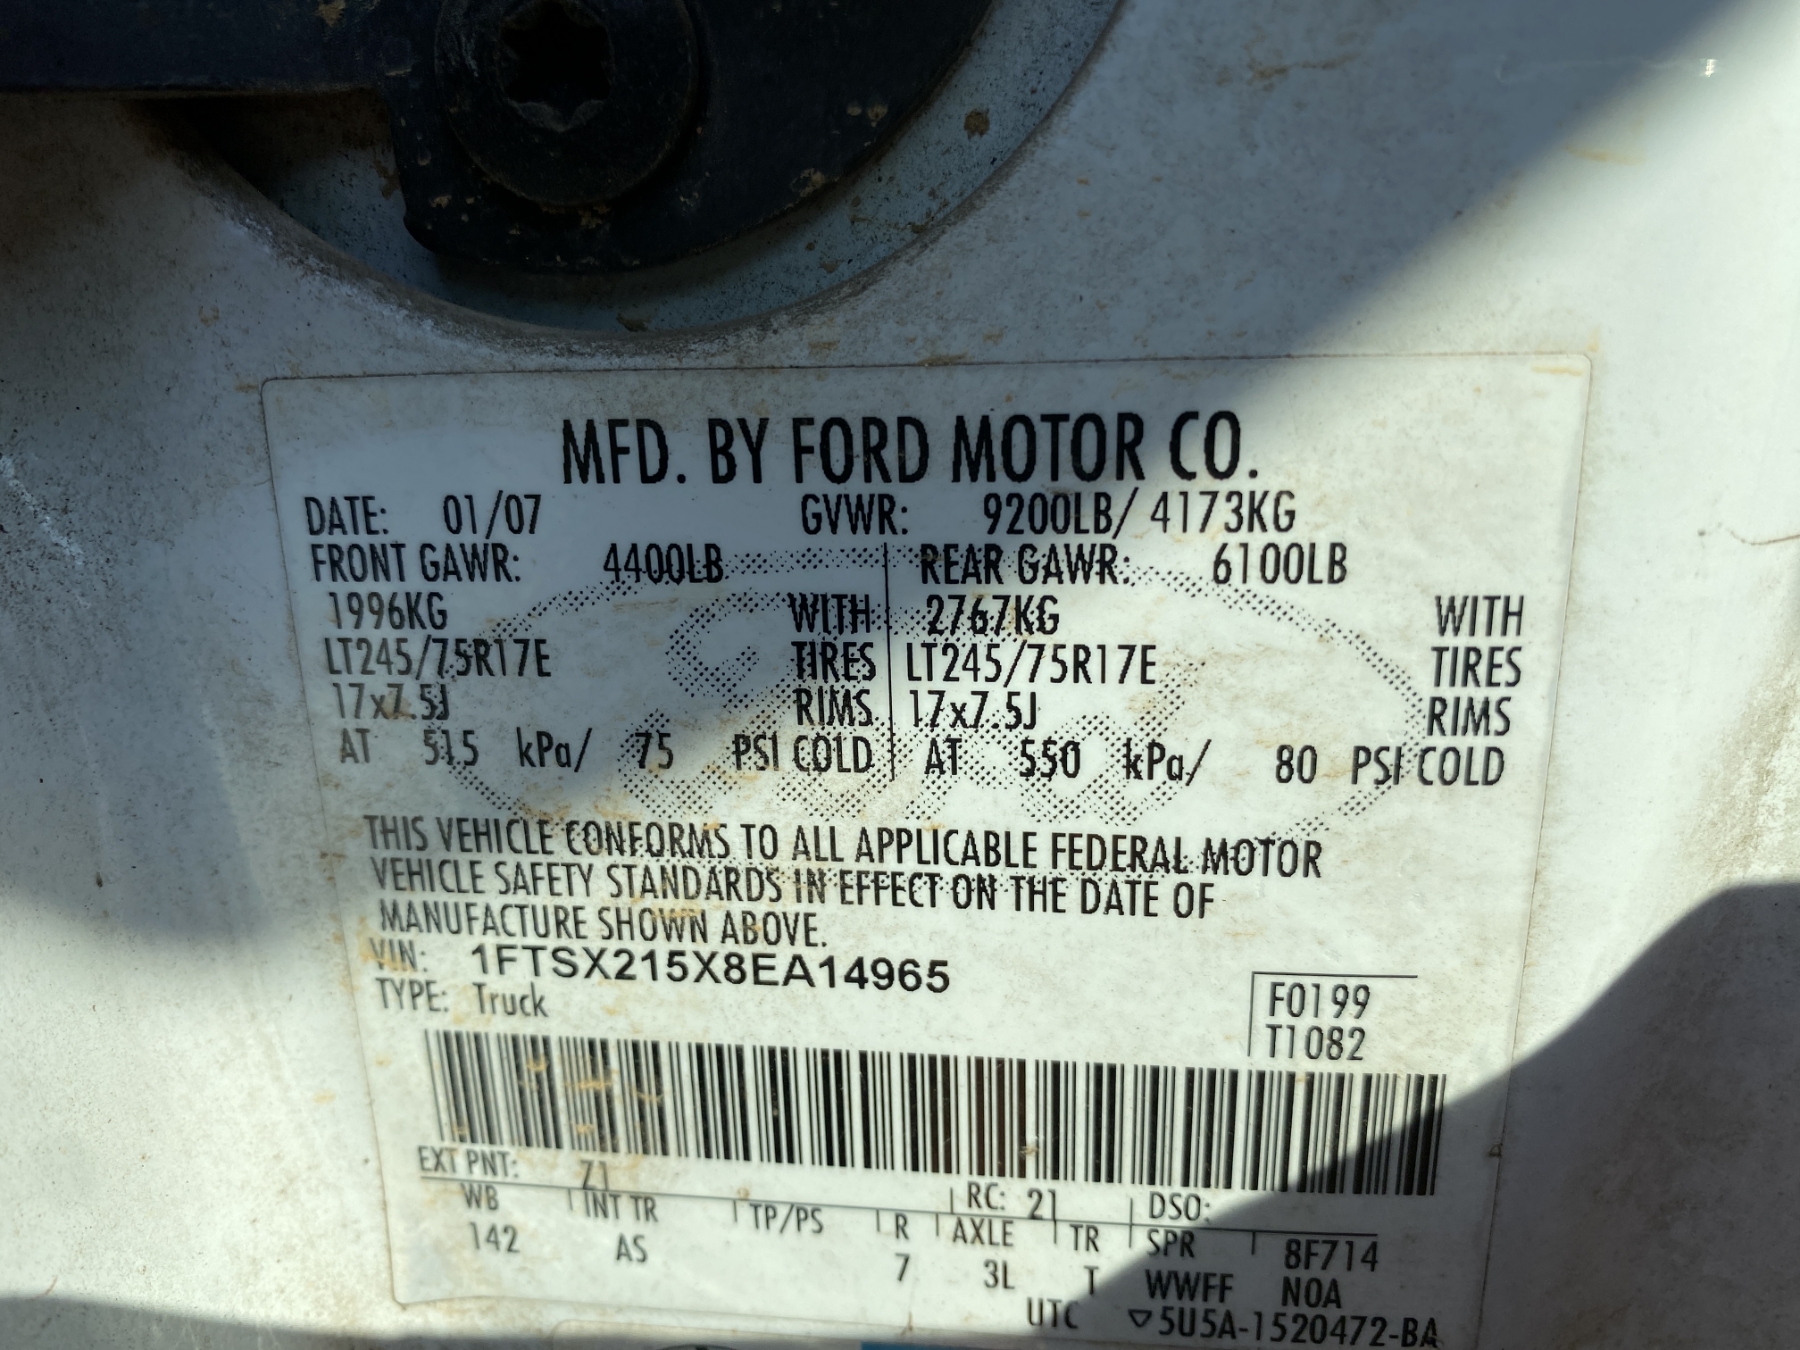 MFD. BY FORD MOTOR CO.
DATE: 01/07 GVWR: 9200LB/ 4173KG
FRONT GAWR: 4400LB REAR GAWR: 6100LB
1996KG WITH 2767KG WITH
LT245/75R17E TIRES LT245/75R17E TIRES
17x7.5J RIMS 17x7.5J RIMS
AT 515 kPa/ 75 PSI COLD AT 550 kPa/ 80 PSI COLD
THIS VEHICLE CONFORMS TO ALL APPLICABLE FEDERAL MOTOR
VEHICLE SAFETY STANDARDS IN EFFECT ON THE DATE OF
MANUFACTURE SHOWN ABOVE.
VIN: 1FTSX215X8EA14965
TYPE: Truck
F0199
T1082
EXT PNT: Z1 RC: 21 DSO:
WB INT TR TP/PS R AXLE TR SPR 8F714
142 AS 7 3L T WWFF NOA
UTC ▽5U5A-1520472-BA